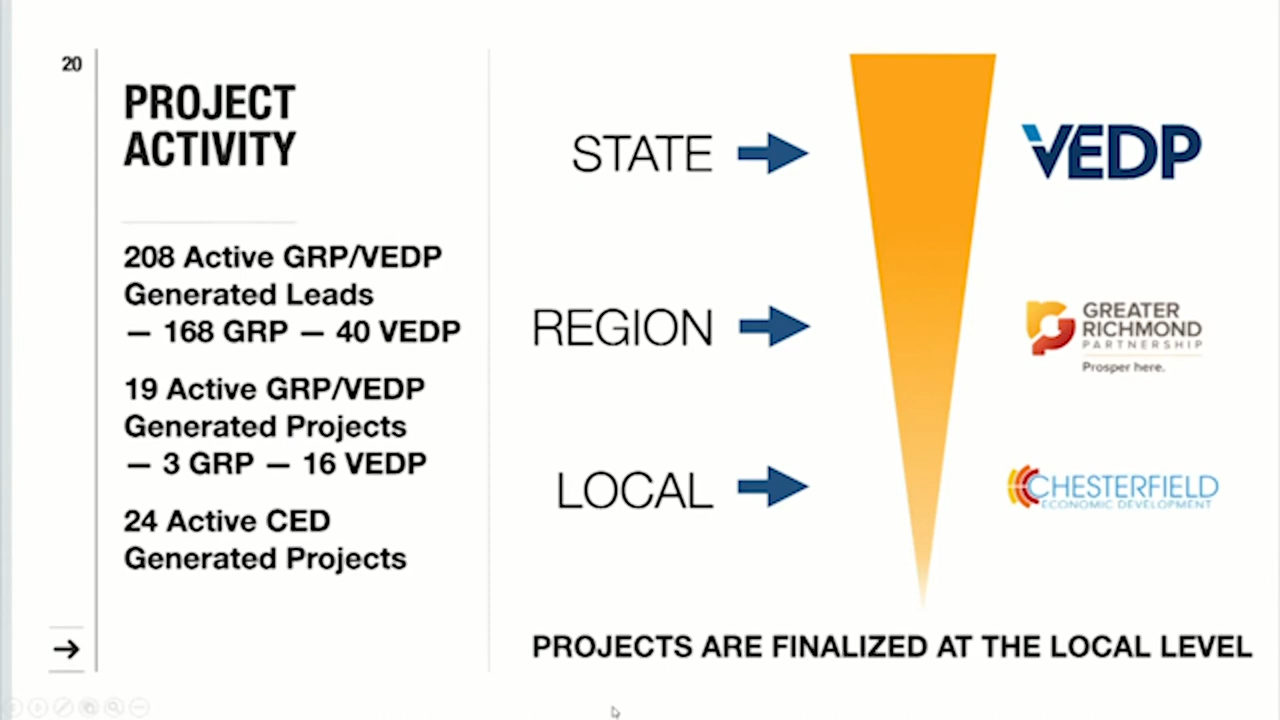 20
PROJECT
ACTIVITY
208 Active GRP/VEDP
Generated Leads
— 168 GRP — 40 VEDP
19 Active GRP/VEDP
Generated Projects
— 3 GRP — 16 VEDP
24 Active CED
Generated Projects
STATE
VEDP
REGION
GREATER
RICHMOND
PARTNERSHIP
Prosper here.
LOCAL
CHESTERFIELD
ECONOMIC DEVELOPMENT
PROJECTS ARE FINALIZED AT THE LOCAL LEVEL